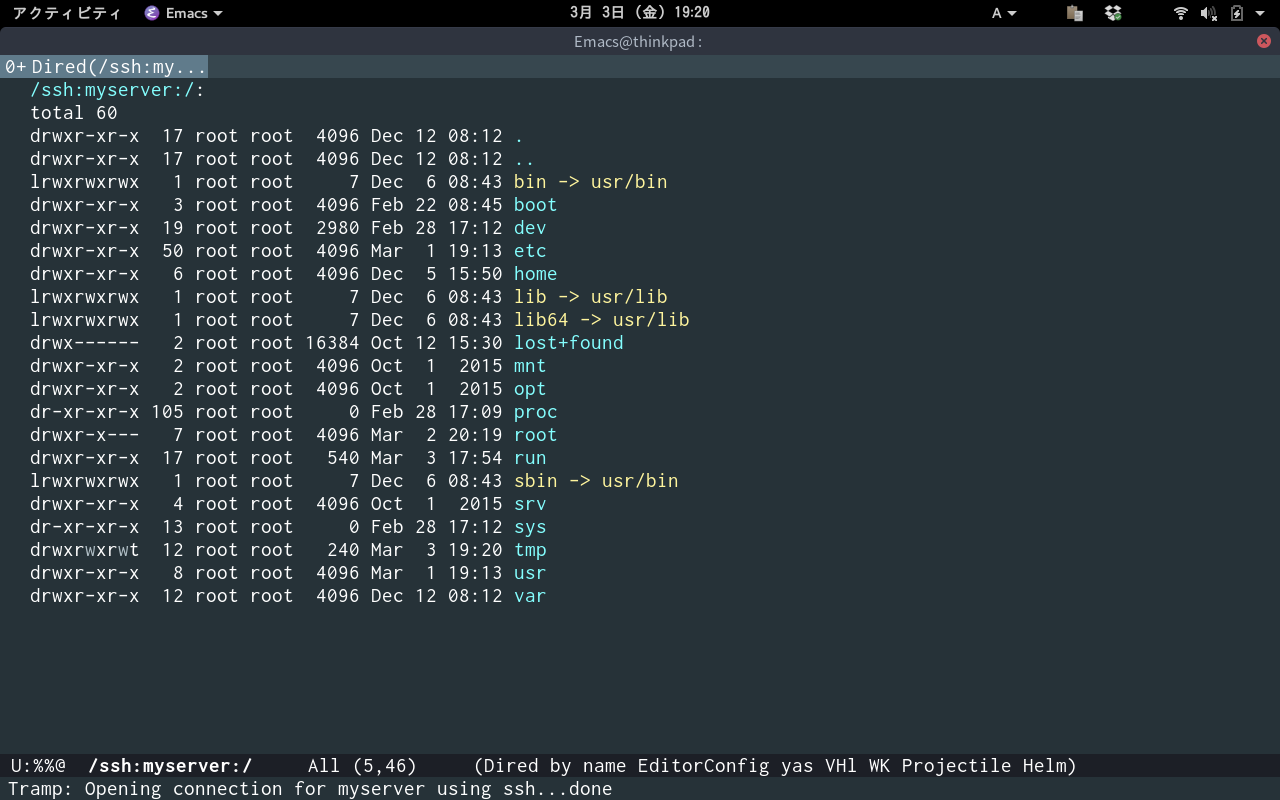 アクティビティ Emacs 3月 3日 (金) 19:20 A
Emacs@thinkpad:
0+ Dired(/ssh:my...
/ssh:myserver:/:
total 60
drwxr-xr-x  17 root root  4096 Dec 12 08:12 .
drwxr-xr-x  17 root root  4096 Dec 12 08:12 ..
lrwxrwxrwx   1 root root     7 Dec  6 08:43 bin -> usr/bin
drwxr-xr-x   3 root root  4096 Feb 22 08:45 boot
drwxr-xr-x  19 root root  2980 Feb 28 17:12 dev
drwxr-xr-x  50 root root  4096 Mar  1 19:13 etc
drwxr-xr-x   6 root root  4096 Dec  5 15:50 home
lrwxrwxrwx   1 root root     7 Dec  6 08:43 lib -> usr/lib
lrwxrwxrwx   1 root root     7 Dec  6 08:43 lib64 -> usr/lib
drwx------   2 root root 16384 Oct 12 15:30 lost+found
drwxr-xr-x   2 root root  4096 Oct  1  2015 mnt
drwxr-xr-x   2 root root  4096 Oct  1  2015 opt
dr-xr-xr-x 105 root root     0 Feb 28 17:09 proc
drwxr-x---   7 root root  4096 Mar  2 20:19 root
drwxr-xr-x  17 root root   540 Mar  3 17:54 run
lrwxrwxrwx   1 root root     7 Dec  6 08:43 sbin -> usr/bin
drwxr-xr-x   4 root root  4096 Oct  1  2015 srv
dr-xr-xr-x  13 root root     0 Feb 28 17:12 sys
drwxrwxrwt  12 root root   240 Mar  3 19:20 tmp
drwxr-xr-x   8 root root  4096 Mar  1 19:13 usr
drwxr-xr-x  12 root root  4096 Dec 12 08:12 var
U:%%@  /ssh:myserver:/     All (5,46)     (Dired by name EditorConfig yas VHl WK Projectile Helm)
Tramp: Opening connection for myserver using ssh...done